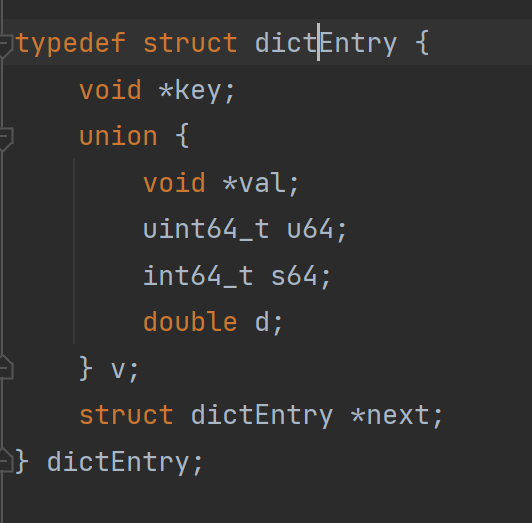 typedef struct dictEntry {
    void *key;
    union {
        void *val;
        uint64_t u64;
        int64_t s64;
        double d;
    } v;
    struct dictEntry *next;
} dictEntry;